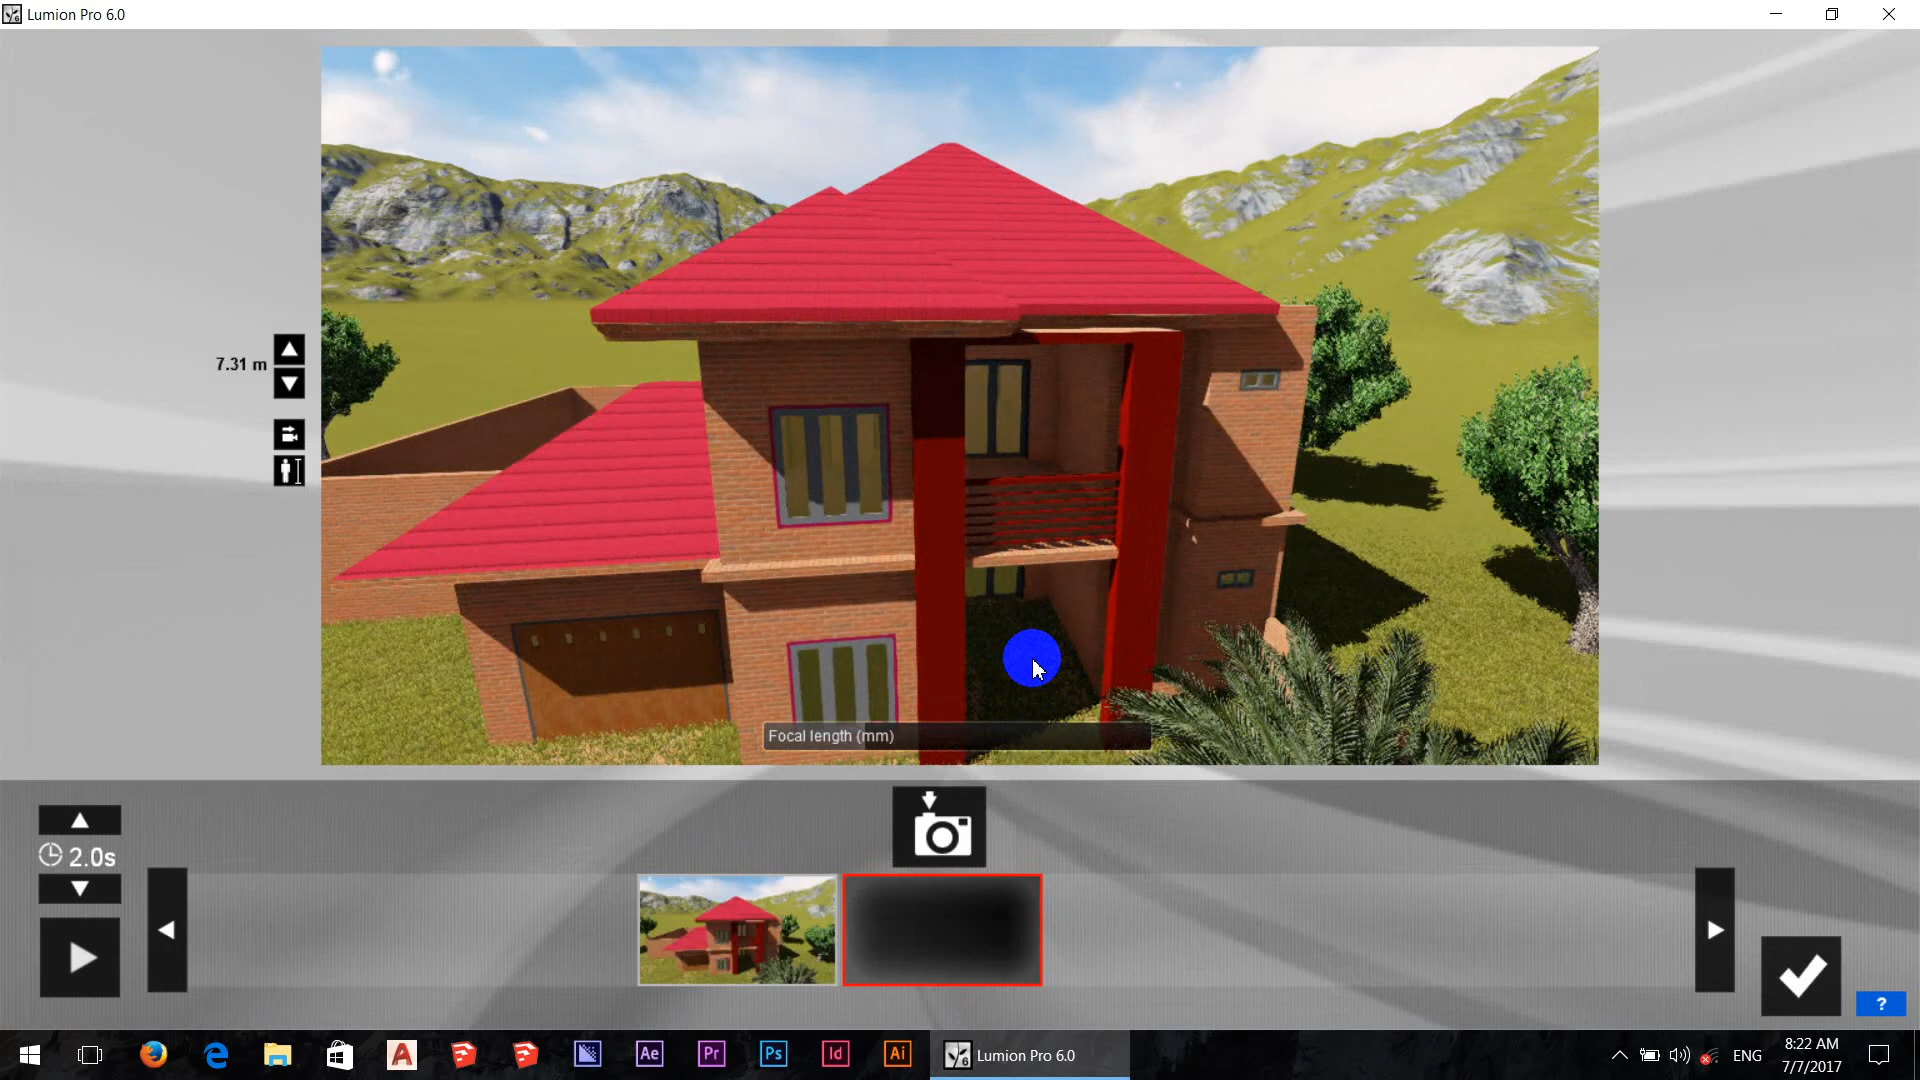 Lumion Pro 6.0
7.31 m
Focal length (mm)
2.0s
?
Ae
Pr
Ps
Id
Ai
6
Lumion Pro 6.0
ENG
8:22 AM
7/7/2017